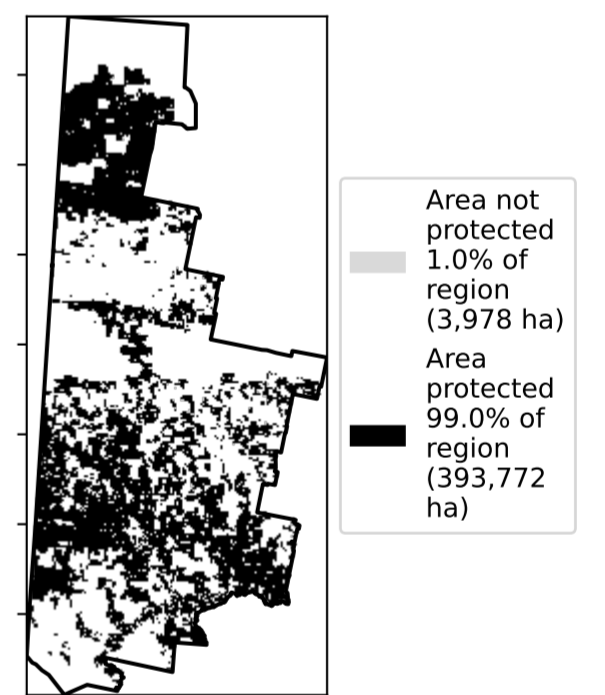 Area not
protected
1.0% of
region
(3,978 ha)
Area
protected
99.0% of
region
(393,772
ha)